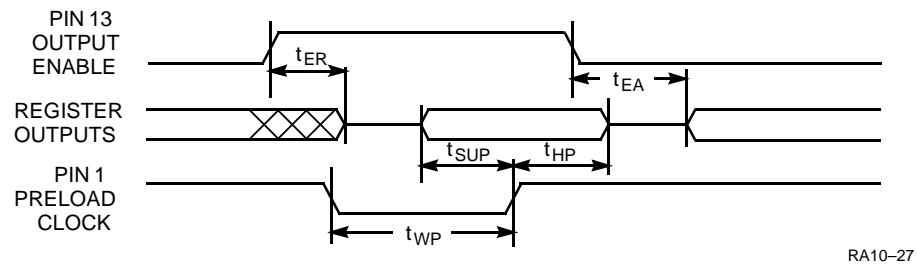 PIN 13
OUTPUT
ENABLE
tER
tEA
REGISTER
OUTPUTS
tSUP
tHP
PIN 1
PRELOAD
CLOCK
tWP
RA10–27